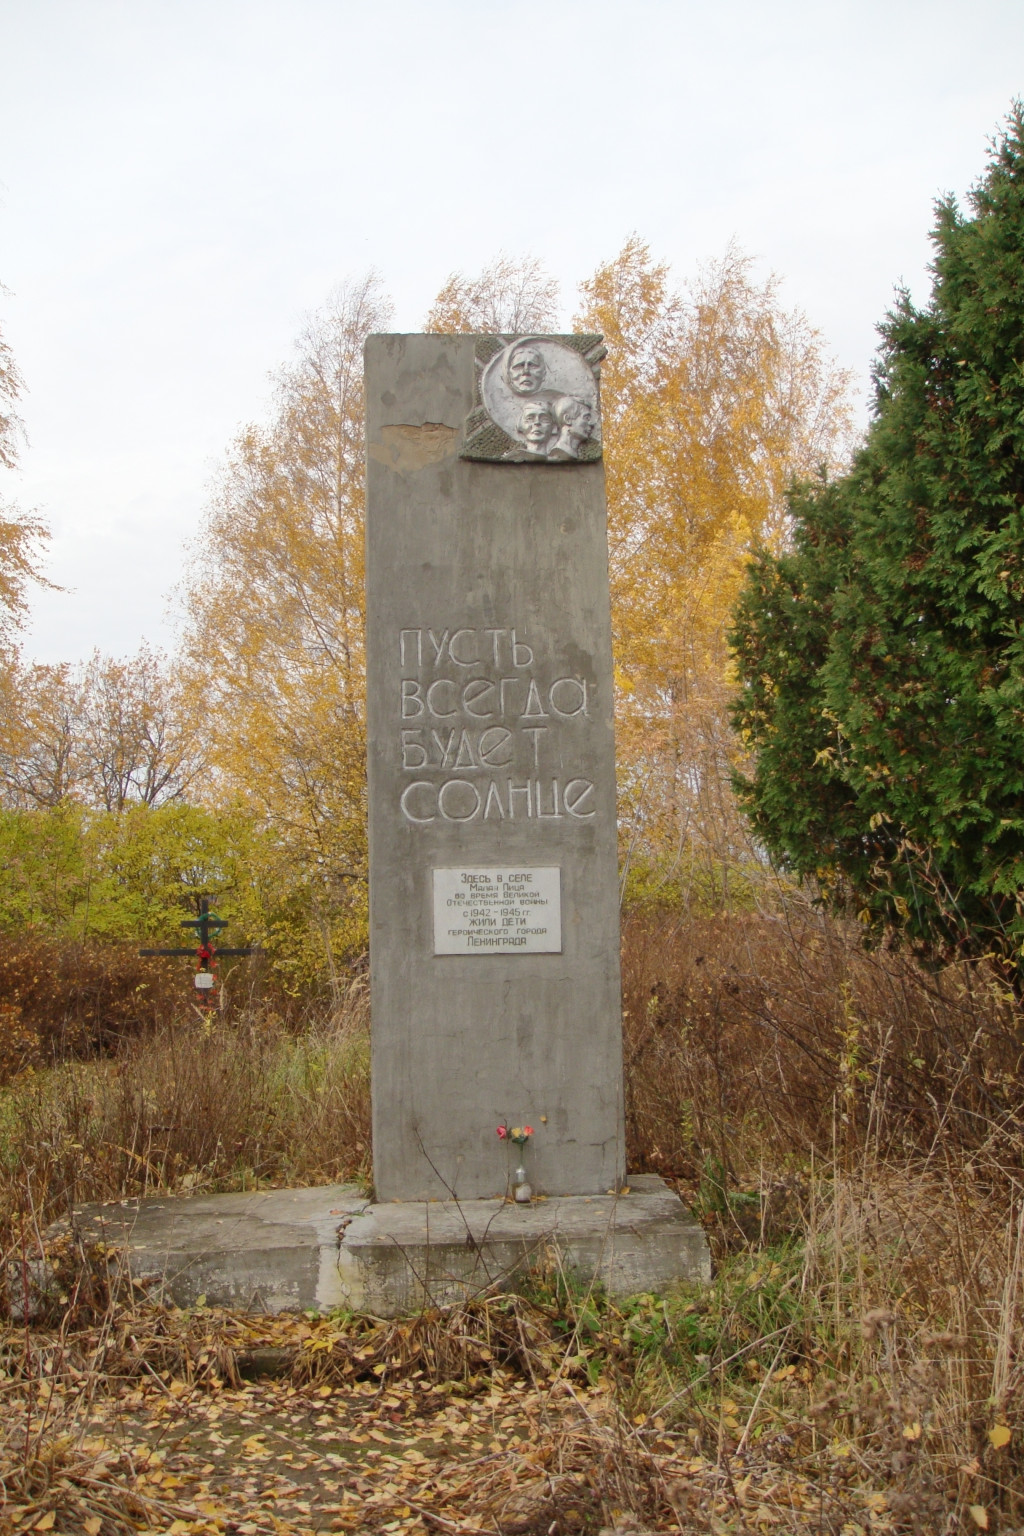 ПУСТЬ
ВСЕГДА
БУДЕТ
СОЛНЦЕ
ЗДЕСЬ В СЕЛЕ
МАЛАЯ ПИЦА
ВО ВРЕМЯ ВЕЛИКОЙ
ОТЕЧЕСТВЕННОЙ ВОЙНЫ
с 1942-1945 гг.
ЖИЛИ ДЕТИ
ГЕРОИЧЕСКОГО ГОРОДА
ЛЕНИНГРАДА